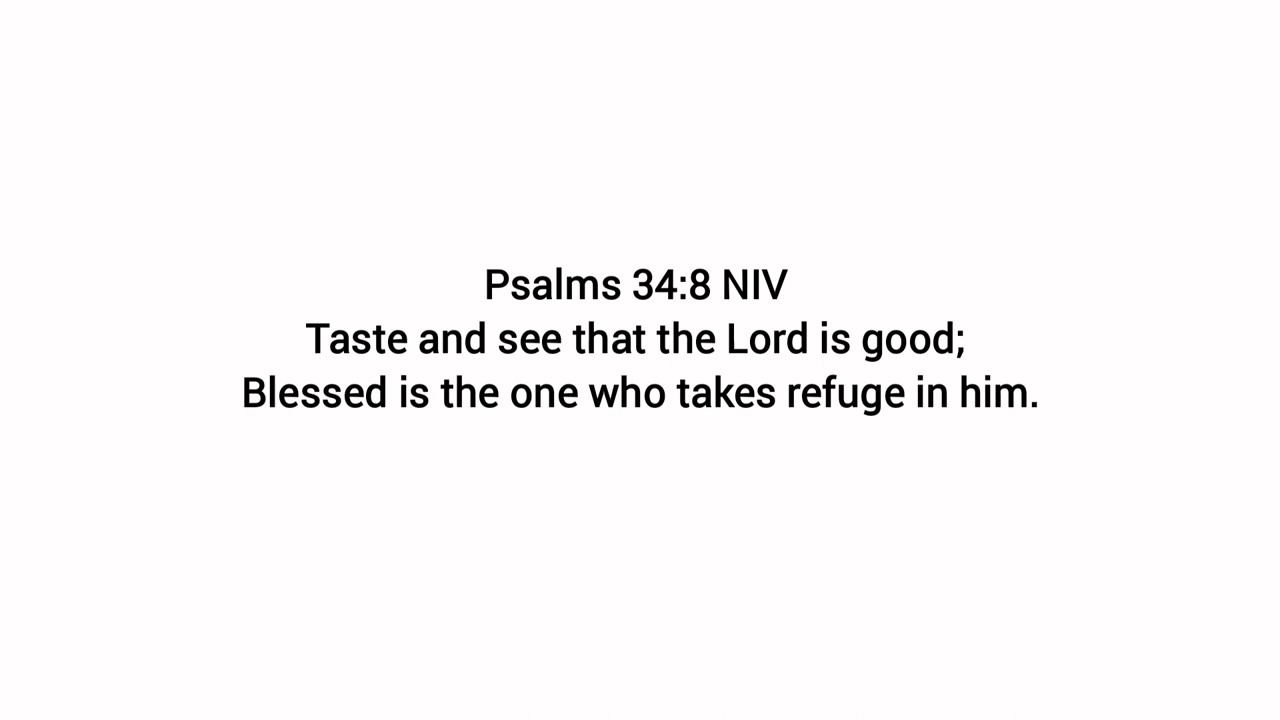 Psalms 34:8 NIV
Taste and see that the Lord is good;
Blessed is the one who takes refuge in him.